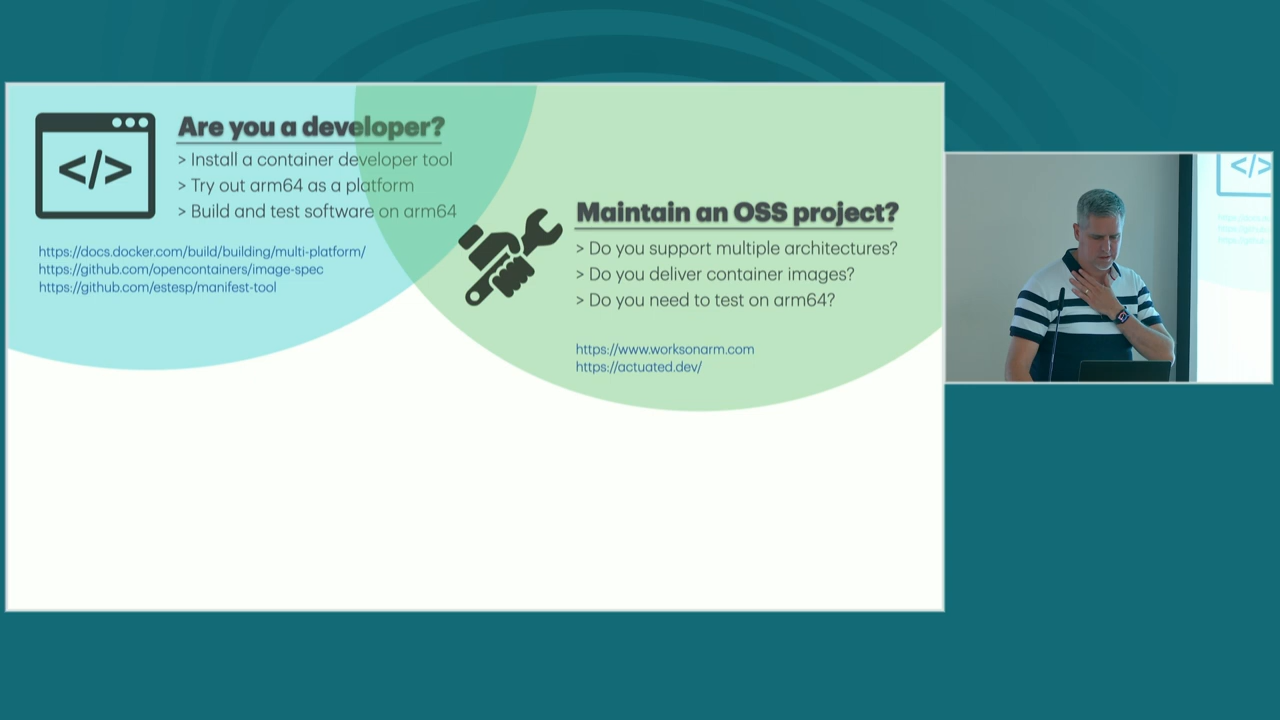 Are you a developer?
> Install a container developer tool
> Try out arm64 as a platform
> Build and test software on arm64
https://docs.docker.com/build/building/multi-platform/
https://github.com/opencontainers/image-spec
https://github.com/estesp/manifest-tool
Maintain an OSS project?
> Do you support multiple architectures?
> Do you deliver container images?
> Do you need to test on arm64?
https://www.worksonarm.com
https://actuated.dev/